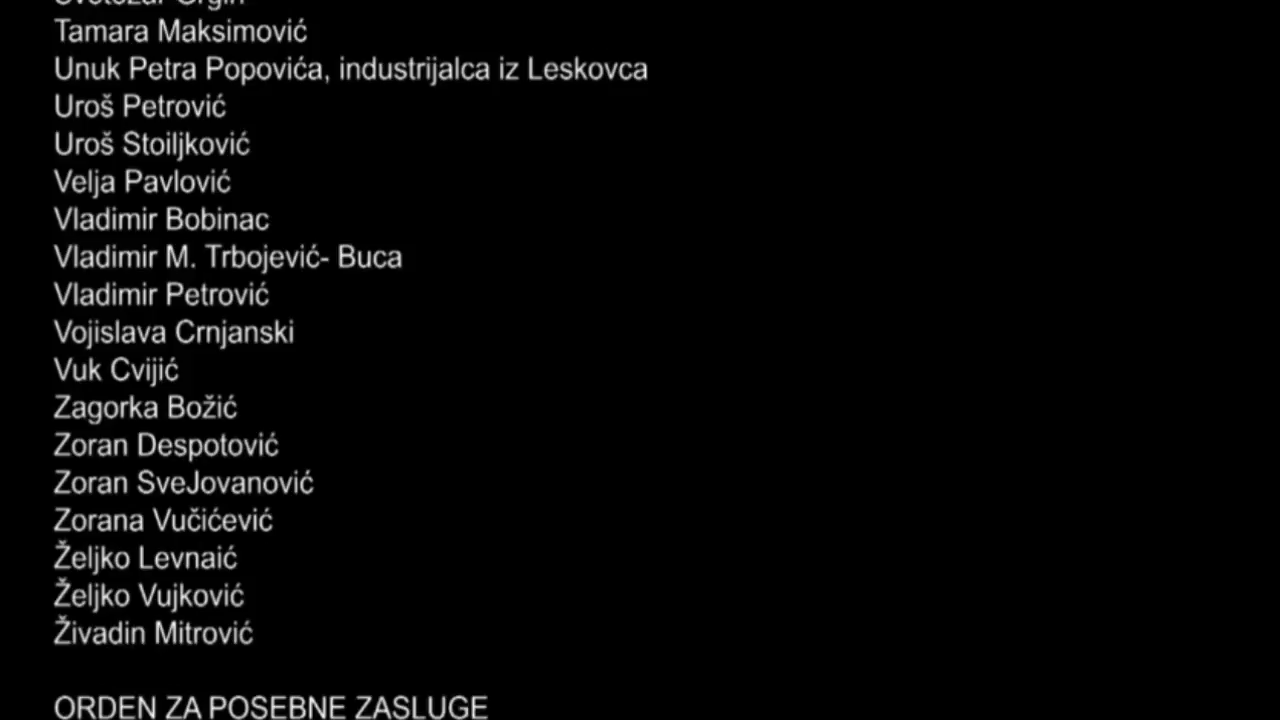 Tamara Maksimović
Unuk Petra Popovića, industrijalca iz Leskovca
Uroš Petrović
Uroš Stoiljković
Velja Pavlović
Vladimir Bobinac
Vladimir M. Trbojević- Buca
Vladimir Petrović
Vojislava Crnjanski
Vuk Cvijić
Zagorka Božić
Zoran Despotović
Zoran SveJovanović
Zorana Vučićević
Željko Levnaić
Željko Vujković
Živadin Mitrović
ORDEN ZA POSEBNE ZASLUGE